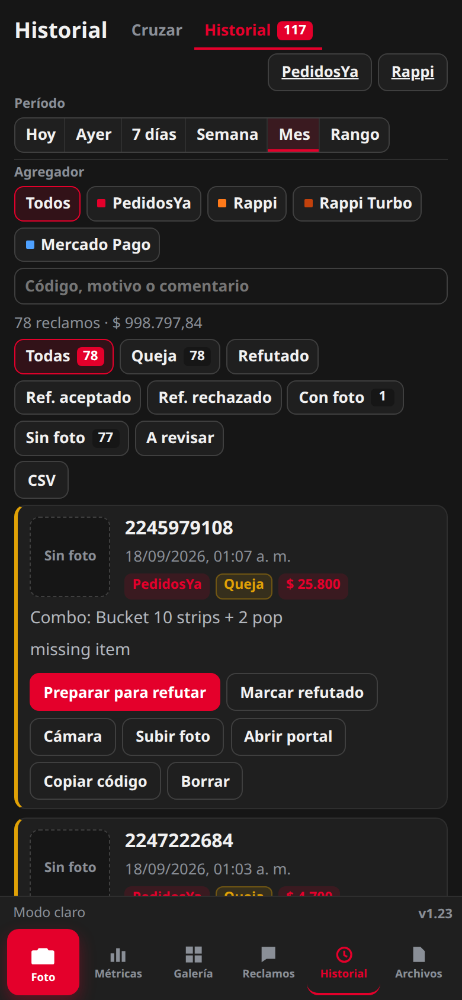 Historial Cruzar Historial 117
PedidosYa Rappi
Período
Hoy Ayer 7 días Semana Mes Rango
Agregador
Todos PedidosYa Rappi Rappi Turbo
Mercado Pago
Código, motivo o comentario
78 reclamos · $ 998.797,84
Todas 78 Queja 78 Refutado
Ref. aceptado Ref. rechazado Con foto 1
Sin foto 77 A revisar
CSV
2245979108
Sin foto
18/09/2026, 01:07 a. m.
PedidosYa Queja $ 25.800
Combo: Bucket 10 strips + 2 pop
missing item
Preparar para refutar Marcar refutado
Cámara Subir foto Abrir portal
Copiar código Borrar
2247222684
Sin foto
18/09/2026, 01:03 a. m.
PedidosYa Queja $ 4.700
Modo claro v1.23
Foto Métricas Galería Reclamos Historial Archivos